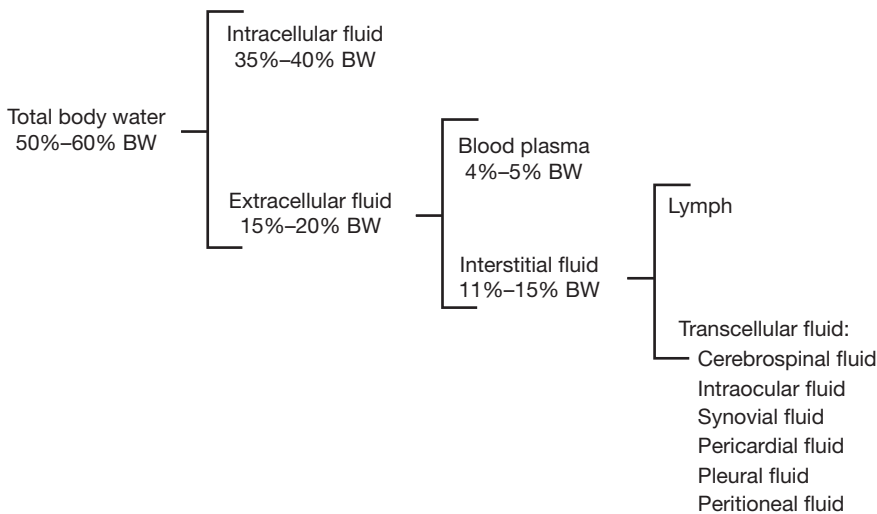 Total body water
50%–60% BW
Intracellular fluid
35%–40% BW
Extracellular fluid
15%–20% BW
Blood plasma
4%–5% BW
Interstitial fluid
11%–15% BW
Lymph
Transcellular fluid:
Cerebrospinal fluid
Intraocular fluid
Synovial fluid
Pericardial fluid
Pleural fluid
Peritioneal fluid